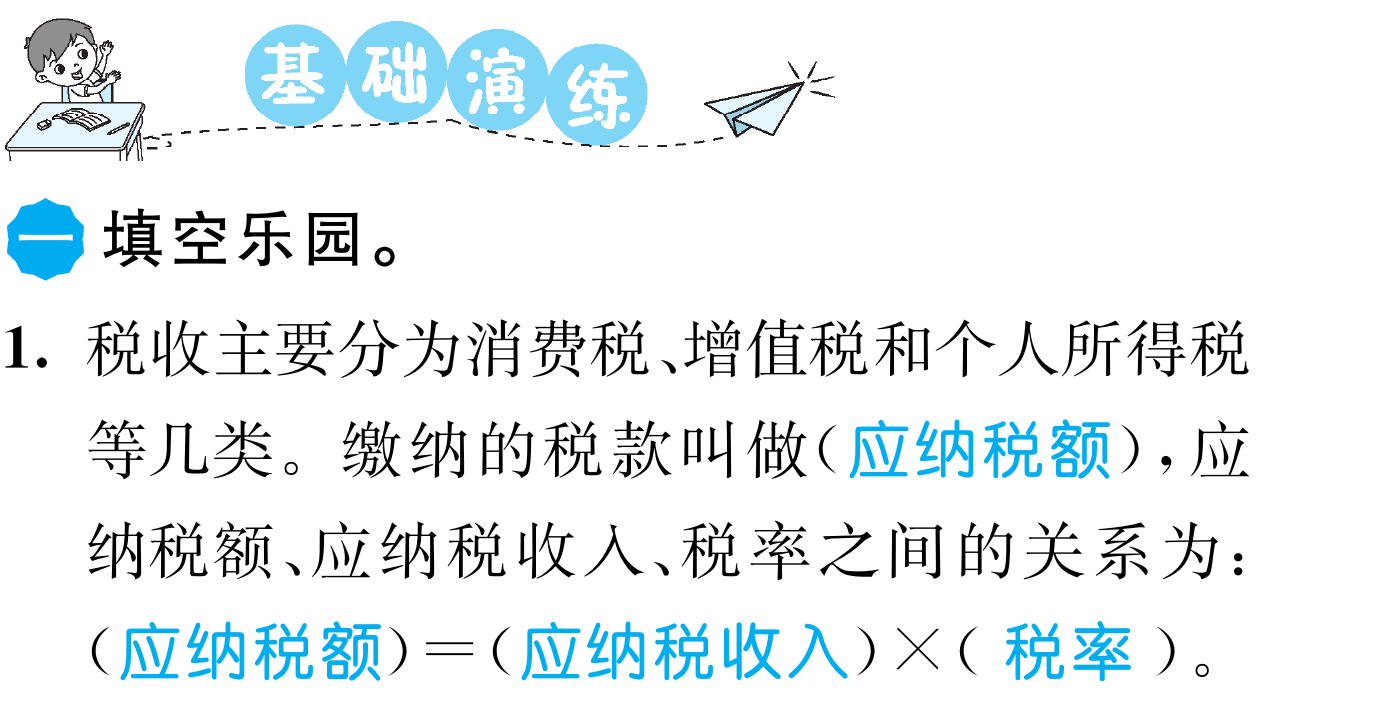 基础演练
一 填空乐园。
1. 税收主要分为消费税、增值税和个人所得税
等几类。缴纳的税款叫做(应纳税额),应
纳税额、应纳税收入、税率之间的关系为:
(应纳税额)=(应纳税收入)×( 税率 )。